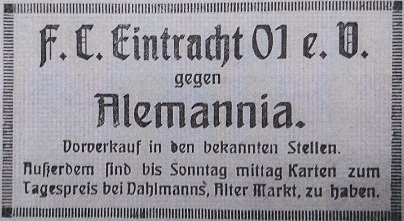 F. C. Eintracht 01 e. V.
gegen
Alemannia.
Vorverkauf in den bekannten Stellen.
Außerdem sind bis Sonntag mittag Karten zum
Tagespreis bei Dahlmanns, Alter Markt, zu haben.